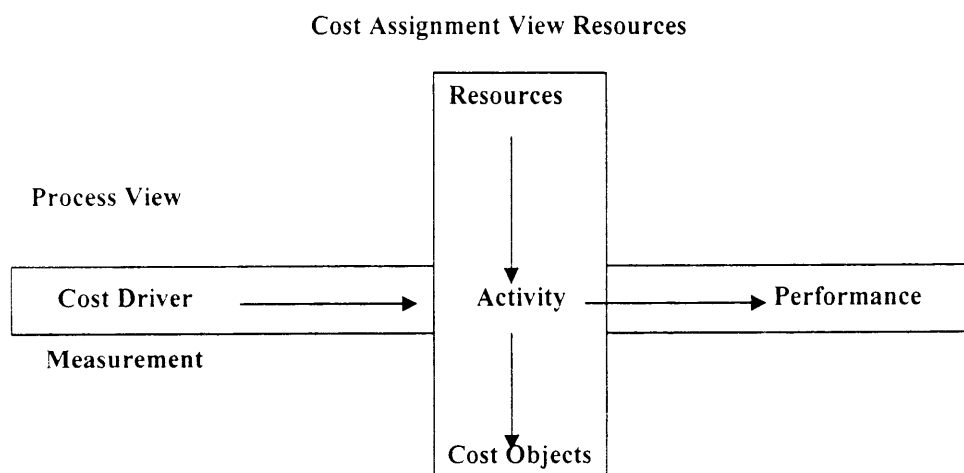 Cost Assignment View Resources
Resources
Process View
Cost Driver
Activity
Performance
Measurement
Cost Objects